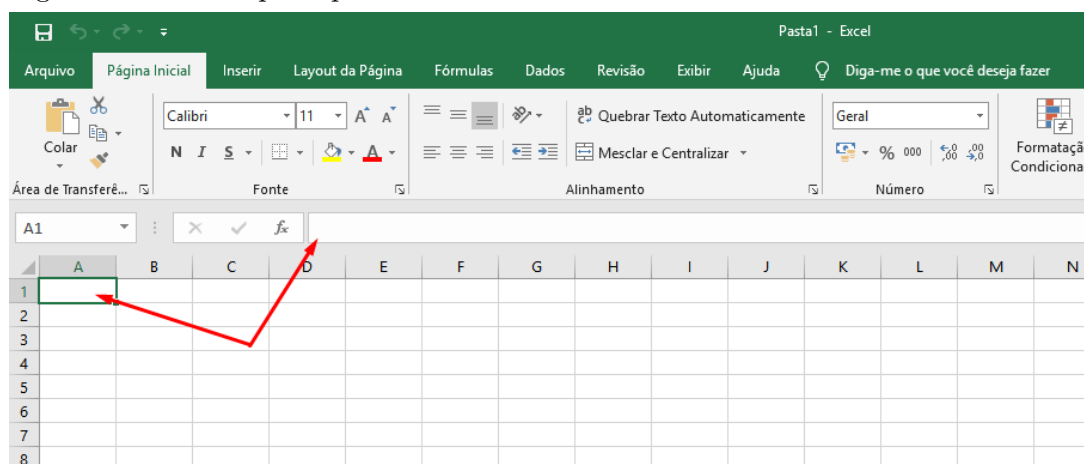 Pasta1 - Excel
Arquivo Página Inicial Inserir Layout da Página Fórmulas Dados Revisão Exibir Ajuda Diga-me o que você deseja fazer
Calibri 11 A A ab Quebrar Texto Automaticamente Geral
Colar N I S A Mesclar e Centralizar % 000 Formataçã
Condiciona
Área de Transferê... Fonte Alinhamento Número
A1 fx
A B C D E F G H I J K L M N
1
2
3
4
5
6
7
8